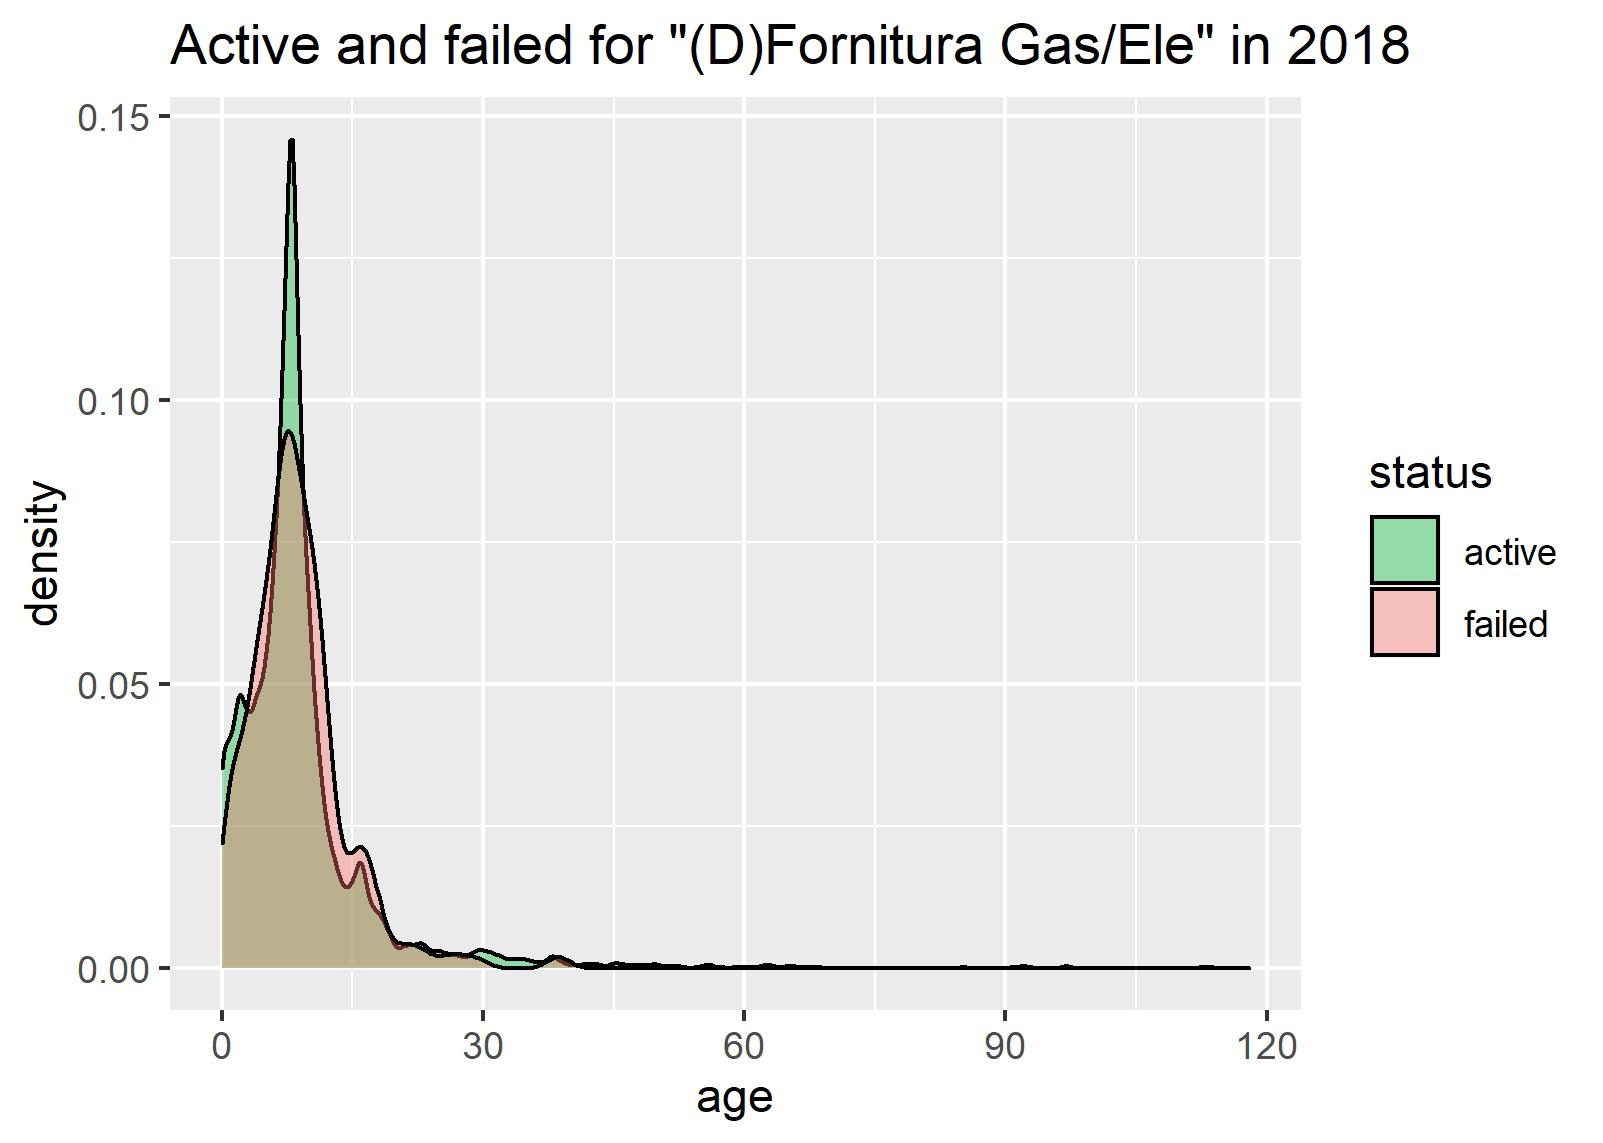 Active and failed for "(D)Fornitura Gas/Ele" in 2018
0.15
0.10
0.05
0.00
density
0
30
60
90
120
age
status
active
failed